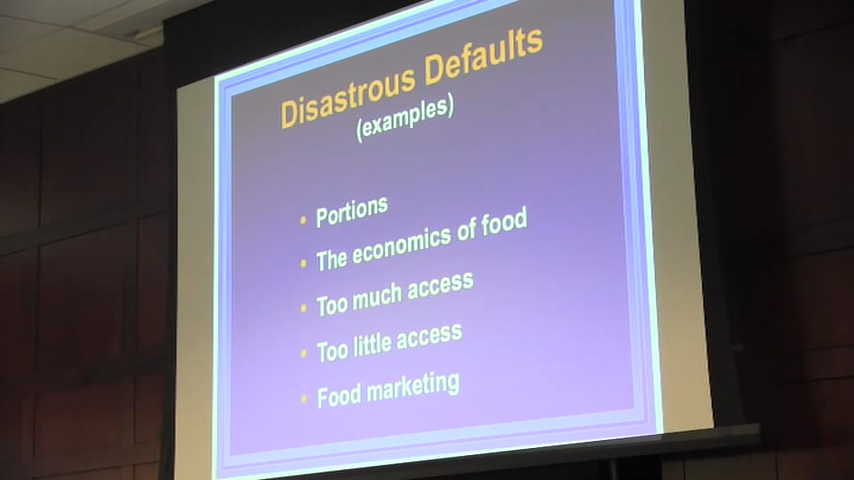 Disastrous Defaults
(examples)
• Portions
• The economics of food
• Too much access
• Too little access
• Food marketing